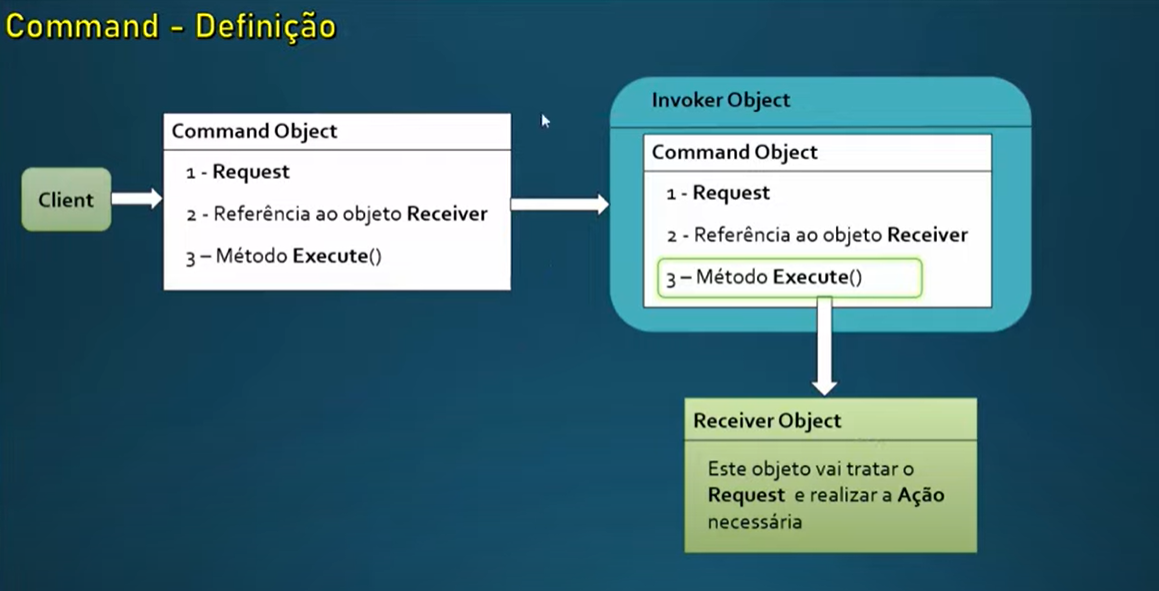 Command - Definição
Client
Command Object
1 - Request
2 - Referência ao objeto Receiver
3 – Método Execute()
Invoker Object
Command Object
1 - Request
2 - Referência ao objeto Receiver
3 – Método Execute()
Receiver Object
Este objeto vai tratar o
Request e realizar a Ação
necessária